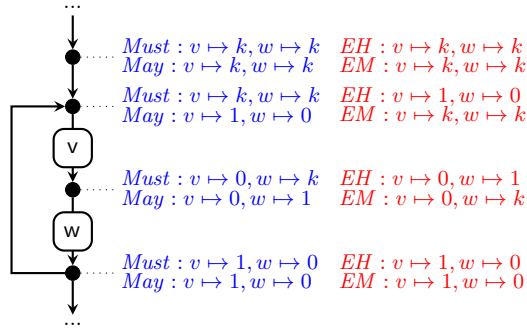 ...
Must : v ↦ k, w ↦ k EH : v ↦ k, w ↦ k
May : v ↦ k, w ↦ k EM : v ↦ k, w ↦ k
Must : v ↦ k, w ↦ k EH : v ↦ 1, w ↦ 0
May : v ↦ 1, w ↦ 0 EM : v ↦ k, w ↦ k
v
Must : v ↦ 0, w ↦ k EH : v ↦ 0, w ↦ 1
May : v ↦ 0, w ↦ 1 EM : v ↦ 0, w ↦ k
w
Must : v ↦ 1, w ↦ 0 EH : v ↦ 1, w ↦ 0
May : v ↦ 1, w ↦ 0 EM : v ↦ 1, w ↦ 0
...